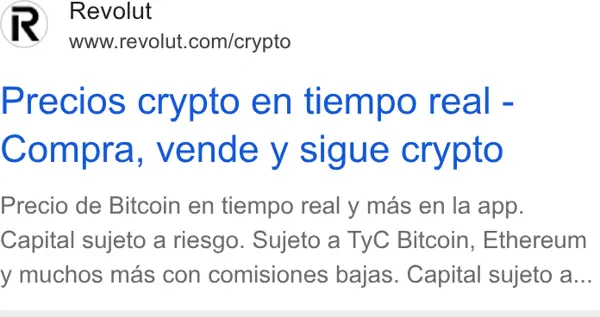 Revolut
www.revolut.com/crypto
Precios crypto en tiempo real -
Compra, vende y sigue crypto
Precio de Bitcoin en tiempo real y más en la app.
Capital sujeto a riesgo. Sujeto a TyC Bitcoin, Ethereum
y muchos más con comisiones bajas. Capital sujeto a...